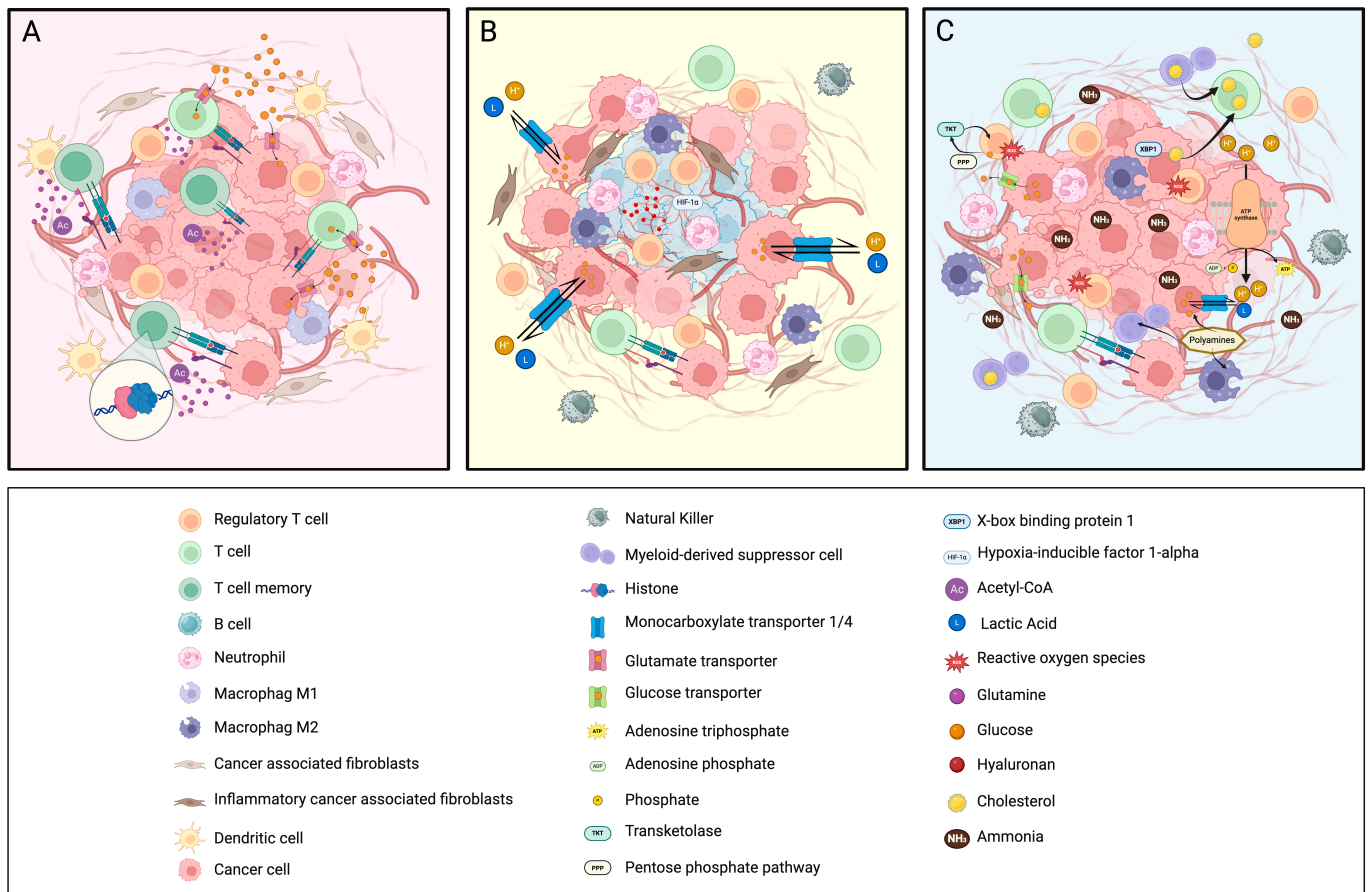 A
Ac
Ac
Ac
B
H⁺
L
HIF-1α
H⁺
L
H⁺
L
C
NH₃
TKT
PPP
ROS
XBP1
H⁺
H⁺
H⁺
ROS
ATP
synthase
NH₃
NH₃
NH₃
ADP + P
ATP
ROS
NH₃
H⁺
H⁺
L
NH₃
NH₃
Polyamines
Regulatory T cell
T cell
T cell memory
B cell
Neutrophil
Macrophag M1
Macrophag M2
Cancer associated fibroblasts
Inflammatory cancer associated fibroblasts
Dendritic cell
Cancer cell
Natural Killer
Myeloid-derived suppressor cell
Histone
Monocarboxylate transporter 1/4
Glutamate transporter
Glucose transporter
ATP Adenosine triphosphate
ADP Adenosine phosphate
P Phosphate
TKT Transketolase
PPP Pentose phosphate pathway
XBP1 X-box binding protein 1
HIF-1α Hypoxia-inducible factor 1-alpha
Ac Acetyl-CoA
L Lactic Acid
ROS Reactive oxygen species
Glutamine
Glucose
Hyaluronan
Cholesterol
NH₃ Ammonia